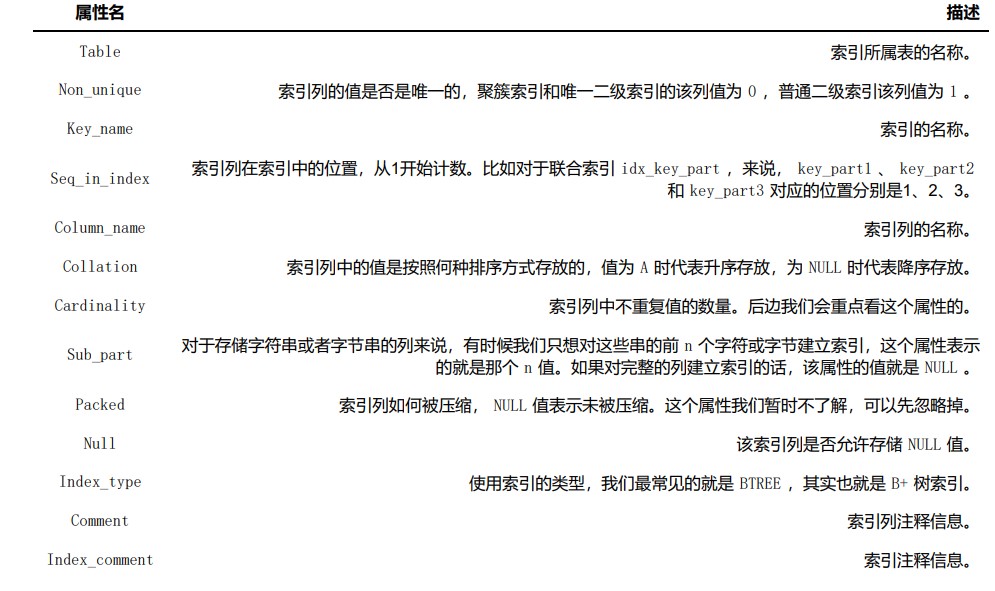 属性名 描述
Table 索引所属表的名称。
Non_unique 索引列的值是否是唯一的，聚簇索引和唯一二级索引的该列值为 0 ，普通二级索引该列值为 1 。
Key_name 索引的名称。
Seq_in_index 索引列在索引中的位置，从1开始计数。比如对于联合索引 idx_key_part ，来说， key_part1 、 key_part2
和 key_part3 对应的位置分别是1、2、3。
Column_name 索引列的名称。
Collation 索引列中的值是按照何种排序方式存放的，值为 A 时代表升序存放，为 NULL 时代表降序存放。
Cardinality 索引列中不重复值的数量。后边我们会重点看这个属性的。
Sub_part 对于存储字符串或者字节串的列来说，有时候我们只想对这些串的前 n 个字符或字节建立索引，这个属性表示
的就是那个 n 值。如果对完整的列建立索引的话，该属性的值就是 NULL 。
Packed 索引列如何被压缩， NULL 值表示未被压缩。这个属性我们暂时不了解，可以先忽略掉。
Null 该索引列是否允许存储 NULL 值。
Index_type 使用索引的类型，我们最常见的就是 BTREE ，其实也就是 B+ 树索引。
Comment 索引列注释信息。
Index_comment 索引注释信息。